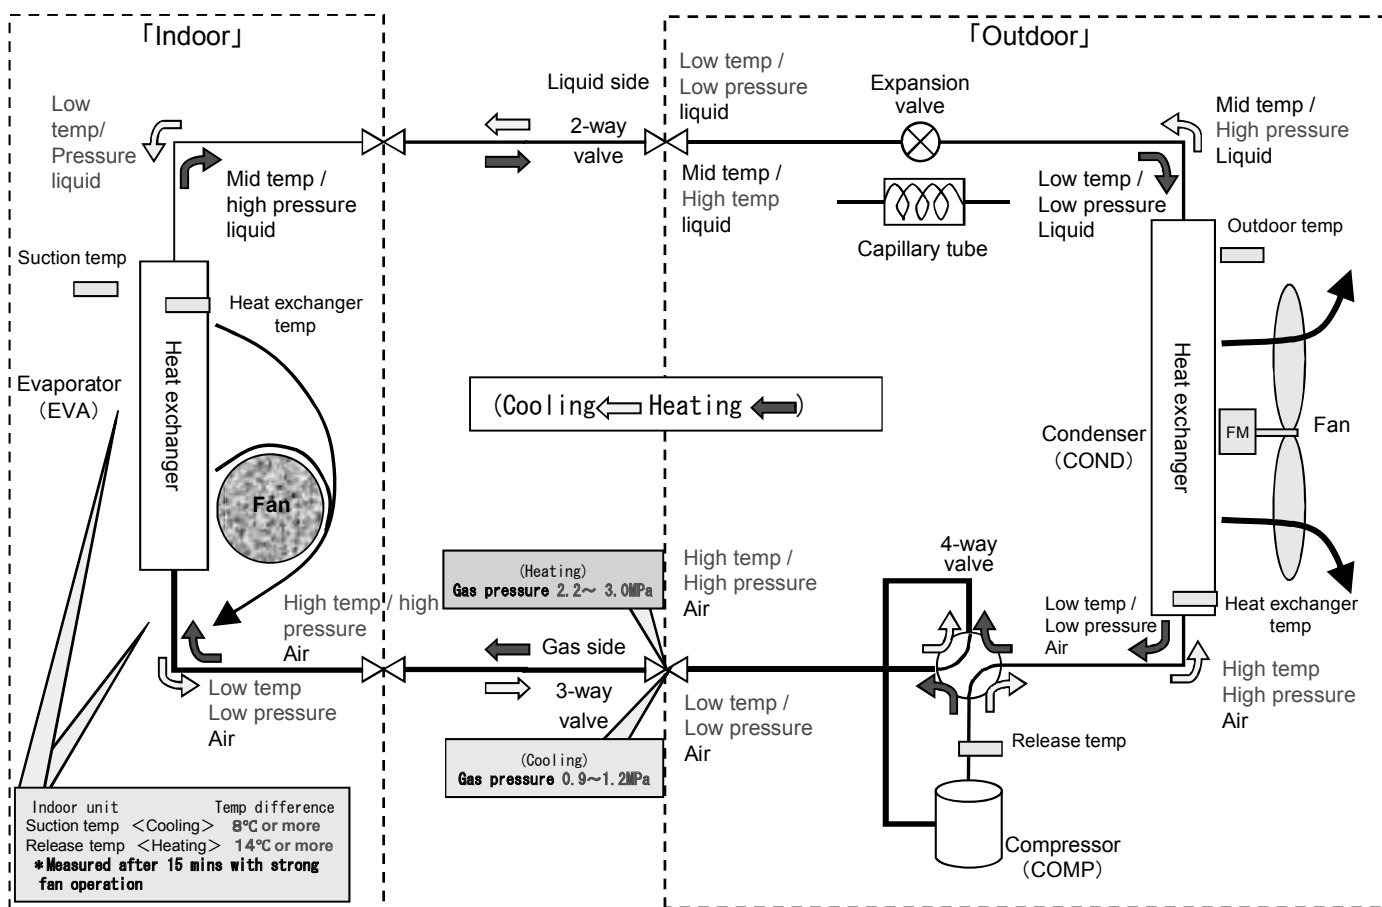 「Indoor」
「Outdoor」
Low
temp/
Pressure
liquid
Mid temp /
high pressure
liquid
Liquid side
2-way
valve
Low temp /
Low pressure
liquid
Mid temp /
High temp
liquid
Expansion
valve
Capillary tube
Low temp /
Low pressure
Liquid
Mid temp /
High pressure
Liquid
Suction temp
Heat exchanger
temp
Heat exchanger
Evaporator
（EVA）
Fan
(Cooling Heating )
Outdoor temp
Heat exchanger
Condenser
（COND）
FM
Fan
Heat exchanger
temp
(Heating)
Gas pressure 2.2～ 3.0MPa
High temp /
High pressure
Air
4-way
valve
Low temp /
Low pressure
Air
High temp
High pressure
Air
High temp / high
pressure
Air
Gas side
3-way
valve
Low temp
Low pressure
Air
Low temp /
Low pressure
Air
(Cooling)
Gas pressure 0.9～1.2MPa
Release temp
Compressor
（COMP）
Indoor unit Temp difference
Suction temp ＜Cooling＞ 8℃ or more
Release temp ＜Heating＞ 14℃ or more
＊Measured after 15 mins with strong
fan operation